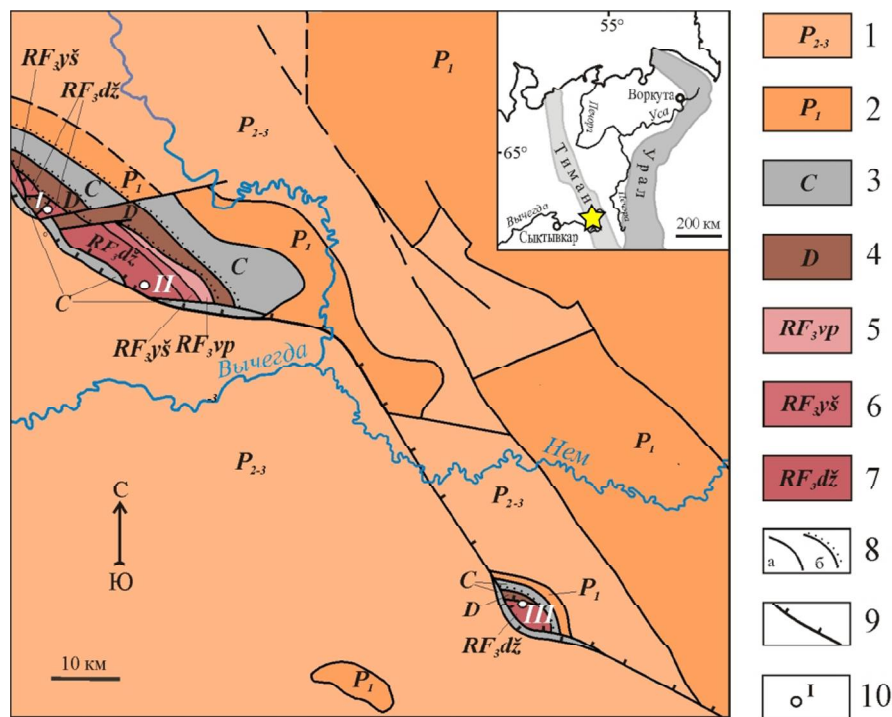 RF₃yš
RF₃dž
P₂₋₃
P₁
C
P₁
I
D
D
P₁
RF₃dž
C
II
C
RF₃yš
RF₃vp
Вычегда
-3
P₂₋₃
С
Ю
10 км
P₁
Нем
P₂₋₃
P₁
C
D
III
P₁
RF₃dž
55°
65°
Воркута
Уса
Печора
Тиман
Урал
Печора
Вычегда
Сыктывкар
200 км
P₂₋₃ 1
P₁ 2
C 3
D 4
RF₃vp 5
RF₃yš 6
RF₃dž 7
а б 8
9
I 10